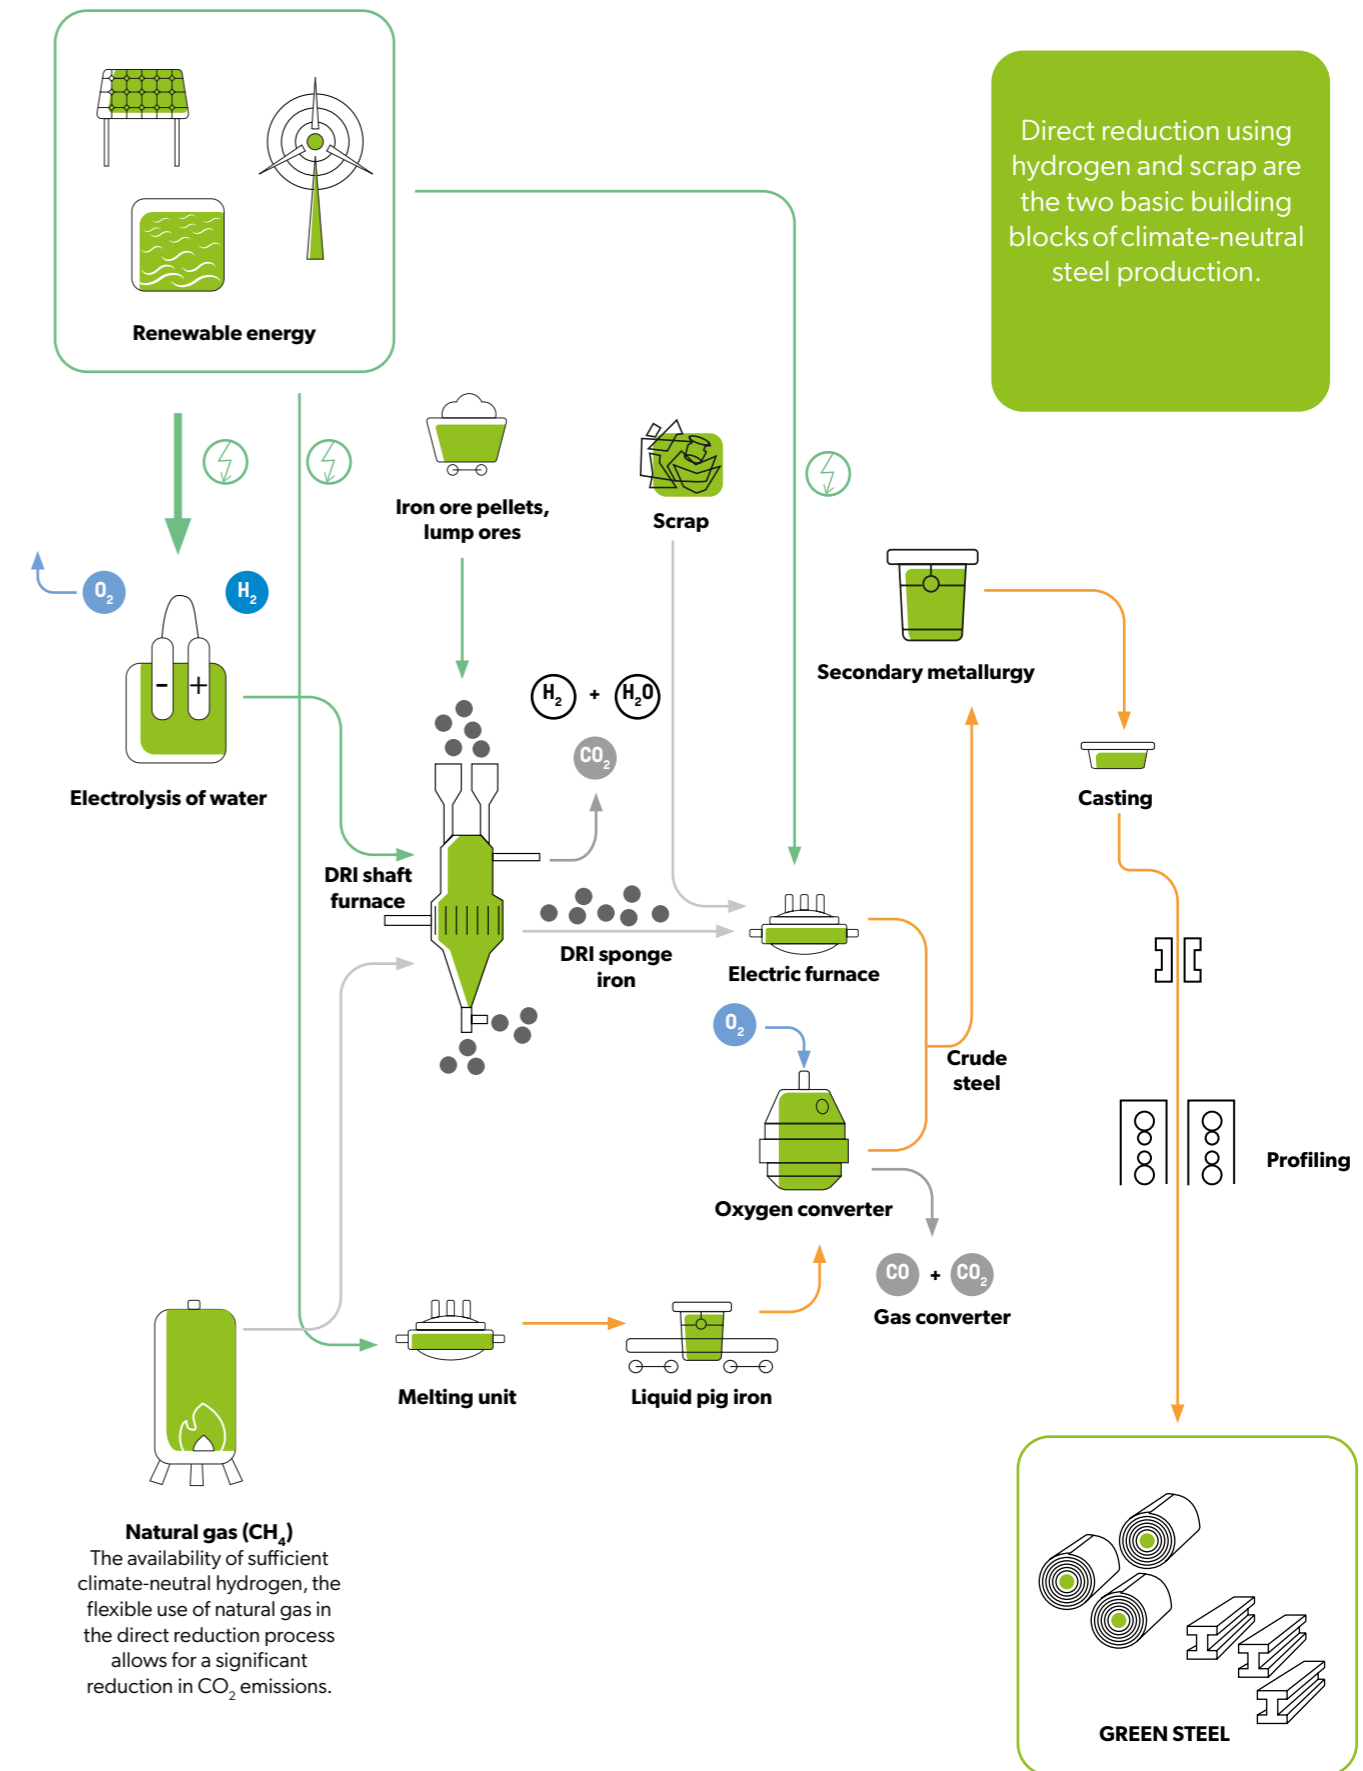 Direct reduction using
hydrogen and scrap are
the two basic building
blocks of climate-neutral
steel production.
Renewable energy
Iron ore pellets,
lump ores
Scrap
O₂
H₂
- +
Electrolysis of water
H₂ + H₂O
CO₂
Secondary metallurgy
Casting
DRI shaft
furnace
DRI sponge
iron
Electric furnace
O₂
Crude
steel
Profiling
Oxygen converter
CO + CO₂
Gas converter
Melting unit
Liquid pig iron
Natural gas (CH₄)
The availability of sufficient
climate-neutral hydrogen, the
flexible use of natural gas in
the direct reduction process
allows for a significant
reduction in CO₂ emissions.
GREEN STEEL